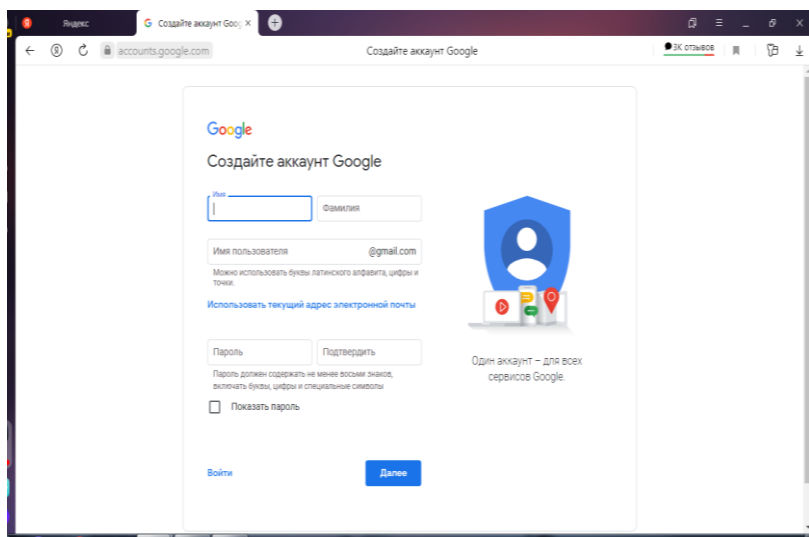 Яндекс
Создайте аккаунт Goog
accounts.google.com
Создайте аккаунт Google
3К отзывов
Google
Создайте аккаунт Google
Имя
Фамилия
Имя пользователя
@gmail.com
Можно использовать буквы латинского алфавита, цифры и
точки.
Использовать текущий адрес электронной почты
Пароль
Подтвердить
Пароль должен содержать не менее восьми знаков,
включать буквы, цифры и специальные символы
Показать пароль
Один аккаунт – для всех
сервисов Google.
Войти
Далее